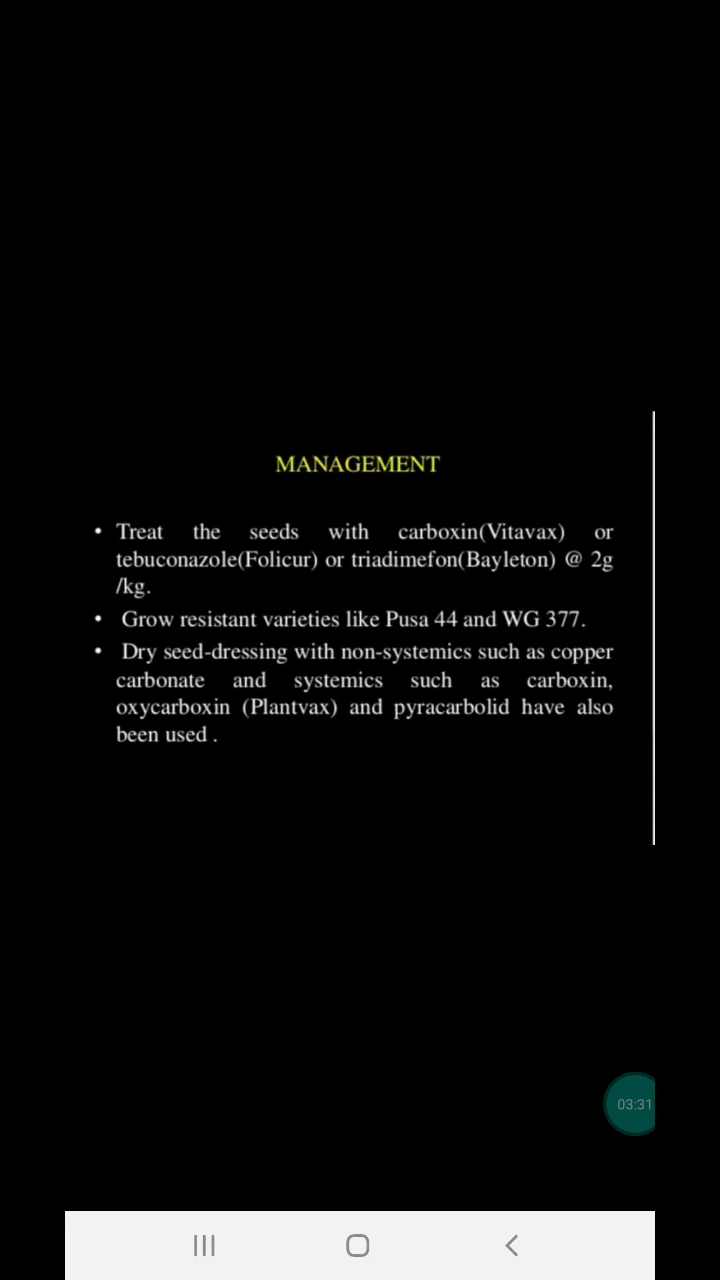 MANAGEMENT
• Treat the seeds with carboxin(Vitavax) or
tebuconazole(Folicur) or triadimefon(Bayleton) @ 2g
/kg.
• Grow resistant varieties like Pusa 44 and WG 377.
• Dry seed-dressing with non-systemics such as copper
carbonate and systemics such as carboxin,
oxycarboxin (Plantvax) and pyracarbolid have also
been used .
03:31